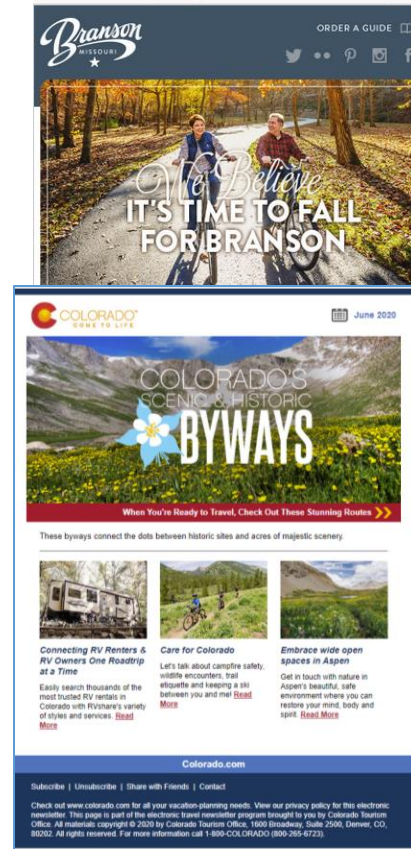 Branson
MISSOURI
ORDER A GUIDE
We Believe
IT'S TIME TO FALL
FOR BRANSON
COLORADO
COME TO LIFE
June 2020
COLORADO'S
SCENIC & HISTORIC
BYWAYS
When You're Ready to Travel, Check Out These Stunning Routes
These byways connect the dots between historic sites and acres of majestic scenery.
Connecting RV Renters &
RV Owners One Roadtrip
at a Time
Easily search thousands of the
most trusted RV rentals in
Colorado with RVshare's variety
of styles and services. Read
More
Care for Colorado
Let's talk about campfire safety,
wildlife encounters, trail
etiquette and keeping a ski
between you and me! Read
More
Embrace wide open
spaces in Aspen
Get in touch with nature in
Aspen's beautiful, safe
environment where you can
restore your mind, body and
spirit. Read More
Colorado.com
Subscribe | Unsubscribe | Share with Friends | Contact
Check out www.colorado.com for all your vacation-planning needs. View our privacy policy for this electronic
newsletter. This page is part of the electronic travel newsletter program brought to you by Colorado Tourism
Office. All materials copyright © 2020 by Colorado Tourism Office, 1600 Broadway, Suite 2500, Denver, CO,
80202. All rights reserved. For more information call 1-800-COLORADO (800-265-6723).